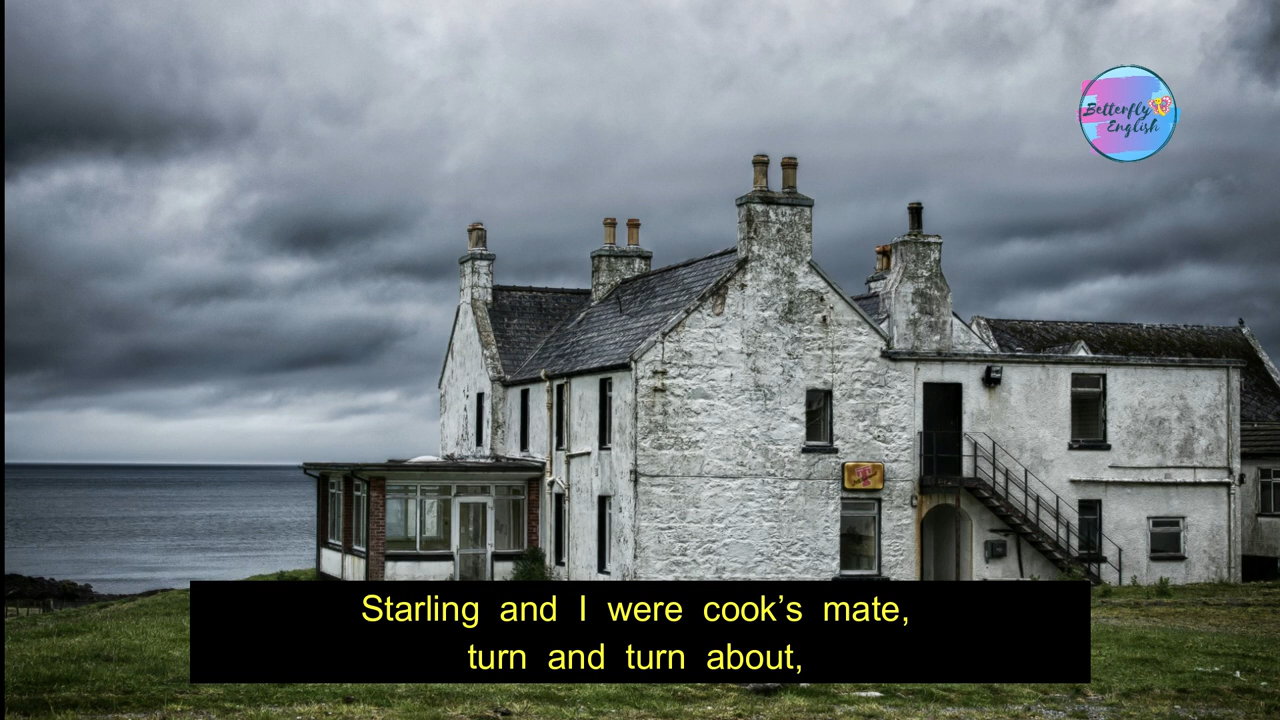 Betterfly
English
T
Starling and I were cook's mate,
turn and turn about,